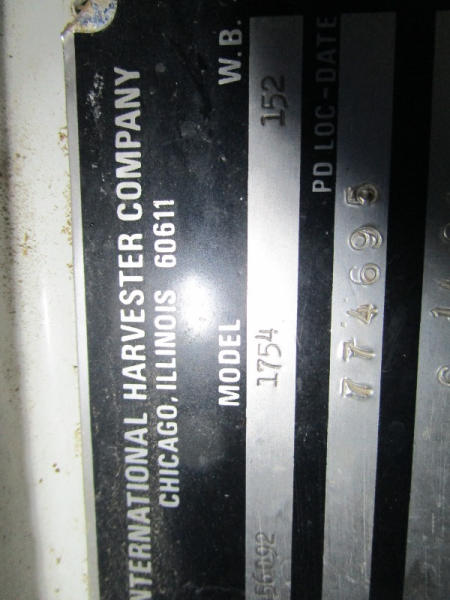 INTERNATIONAL HARVESTER COMPANY
CHICAGO, ILLINOIS 60611
MODEL W.B.
1754 152
PD LOC-DATE
774695